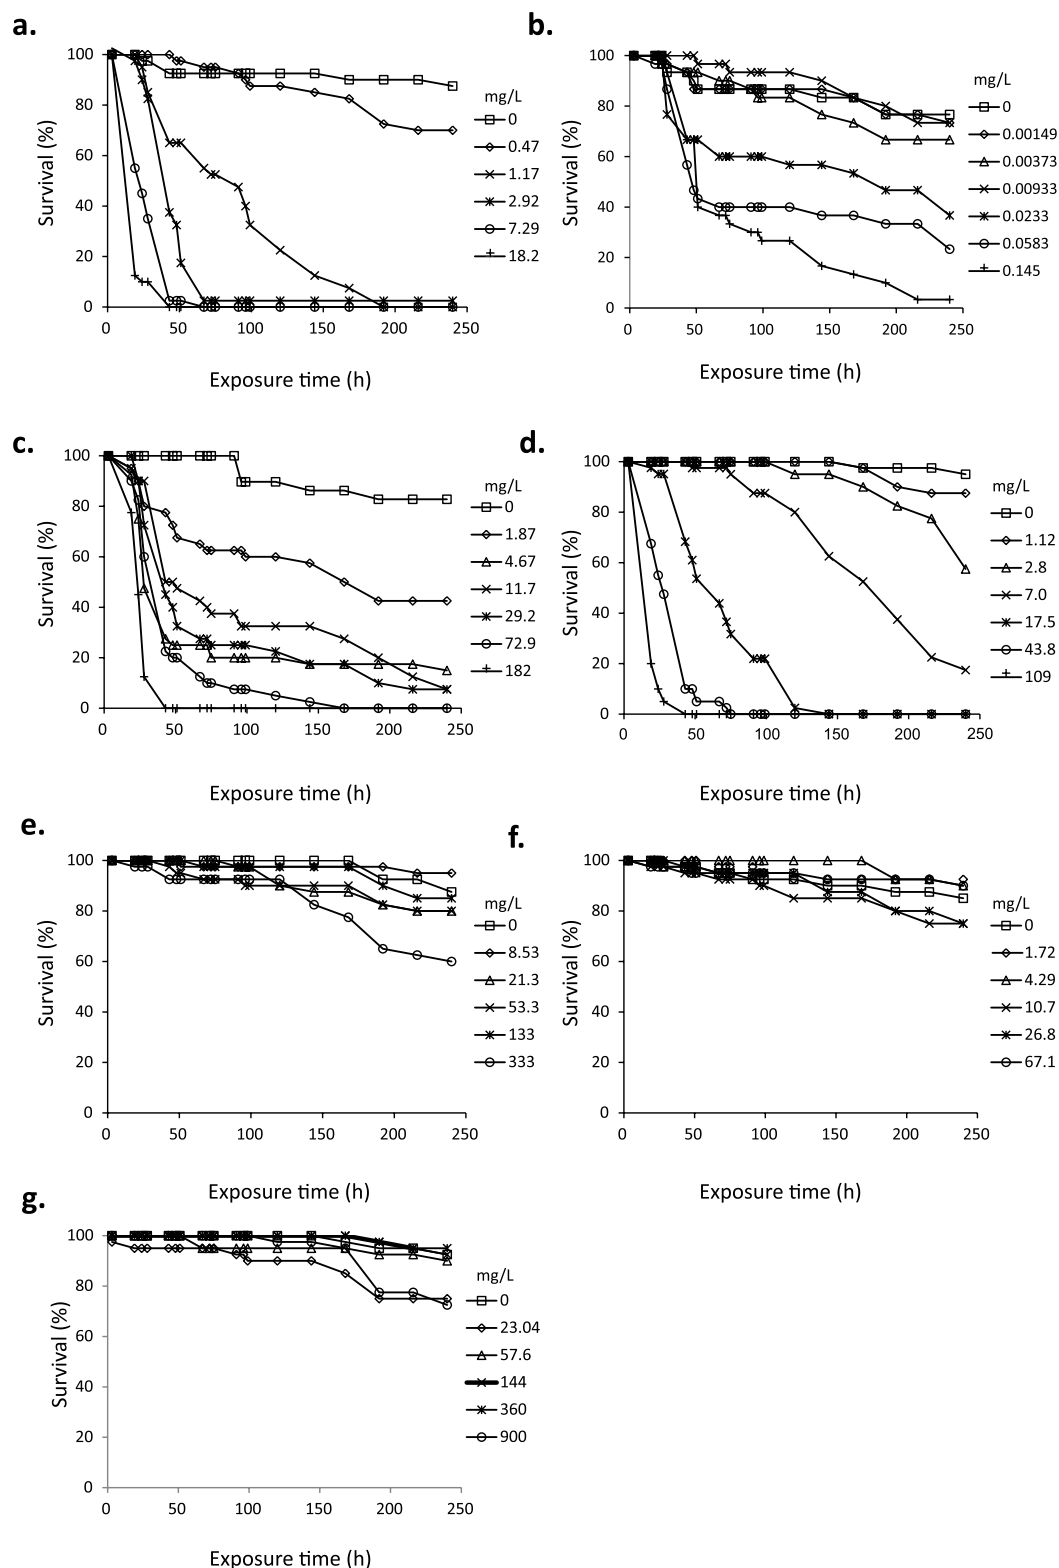 a.
100
80
60
40
20
0
0 50 100 150 200 250
Survival (%)
Exposure time (h)
mg/L
0
0.47
1.17
2.92
7.29
18.2
b.
100
80
60
40
20
0
0 50 100 150 200 250
Survival (%)
Exposure time (h)
mg/L
0
0.00149
0.00373
0.00933
0.0233
0.0583
0.145
c.
100
80
60
40
20
0
0 50 100 150 200 250
Survival (%)
Exposure time (h)
mg/L
0
1.87
4.67
11.7
29.2
72.9
182
d.
100
80
60
40
20
0
0 50 100 150 200 250
Survival (%)
Exposure time (h)
mg/L
0
1.12
2.8
7.0
17.5
43.8
109
e.
100
80
60
40
20
0
0 50 100 150 200 250
Survival (%)
Exposure time (h)
mg/L
0
8.53
21.3
53.3
133
333
f.
100
80
60
40
20
0
0 50 100 150 200 250
Survival (%)
Exposure time (h)
mg/L
0
1.72
4.29
10.7
26.8
67.1
g.
100
80
60
40
20
0
0 50 100 150 200 250
Survival (%)
Exposure time (h)
mg/L
0
23.04
57.6
144
360
900